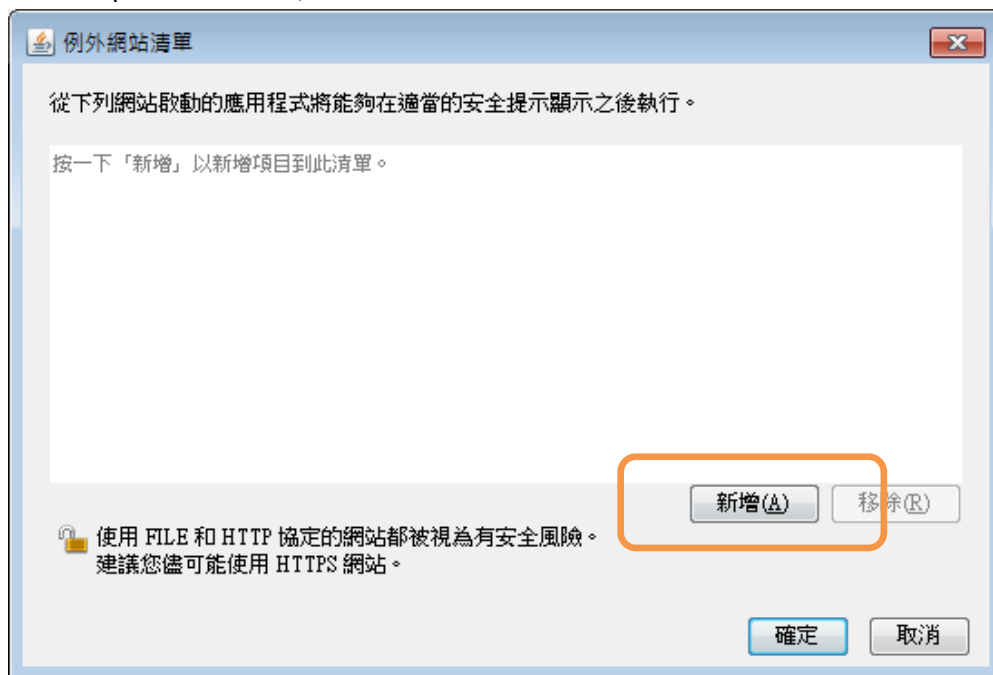 例外網站清單
從下列網站啟動的應用程式將能夠在適當的安全提示顯示之後執行。
按一下「新增」以新增項目到此清單。
新增(A)
移除(R)
使用 FILE 和 HTTP 協定的網站都被視為有安全風險。
建議您儘可能使用 HTTPS 網站。
確定
取消